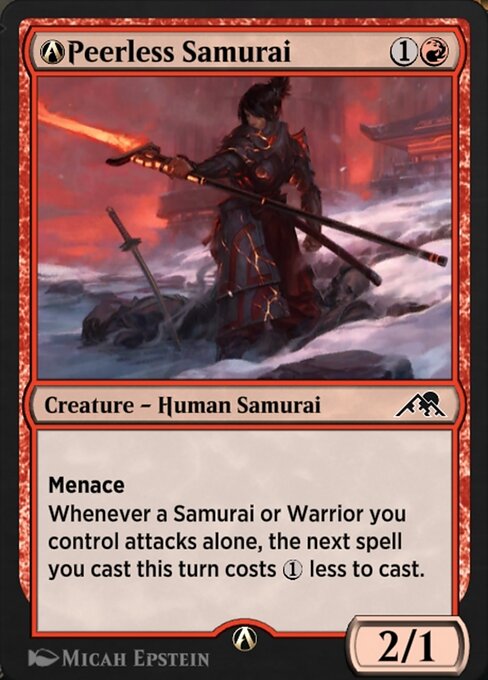 Peerless Samurai 1
Creature – Human Samurai
Menace
Whenever a Samurai or Warrior you
control attacks alone, the next spell
you cast this turn costs 1 less to cast.
2/1
Micah Epstein